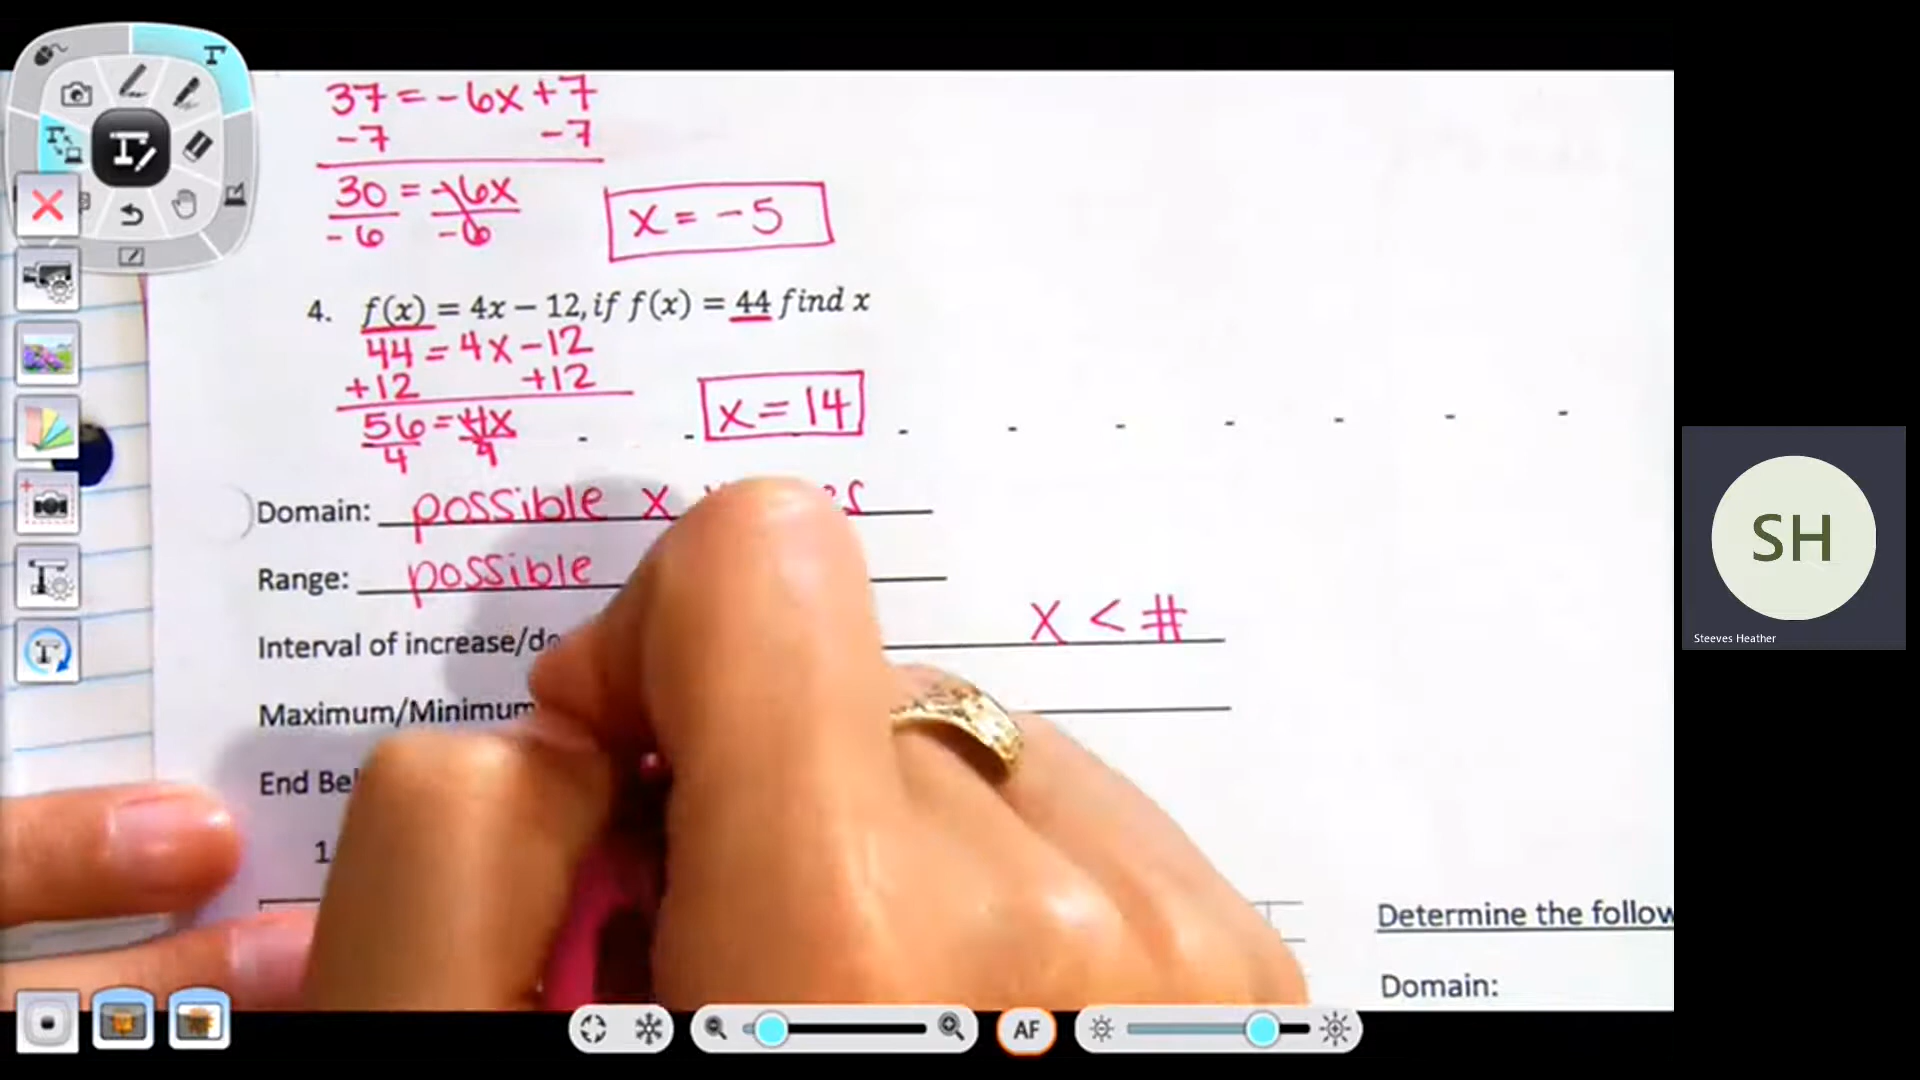 37 = -6x + 7
-7 -7
30 = -6x
-6 -6
x = -5
4. f(x) = 4x − 12, if f(x) = 44 find x
44 = 4x - 12
+12 +12
56 = 4x
4 4
x = 14
Domain: possible x
Range: possible
Interval of increase/de
x < #
Maximum/Minimum
End Be
1.
Determine the follow
Domain:
SH
Steeves Heather
AF